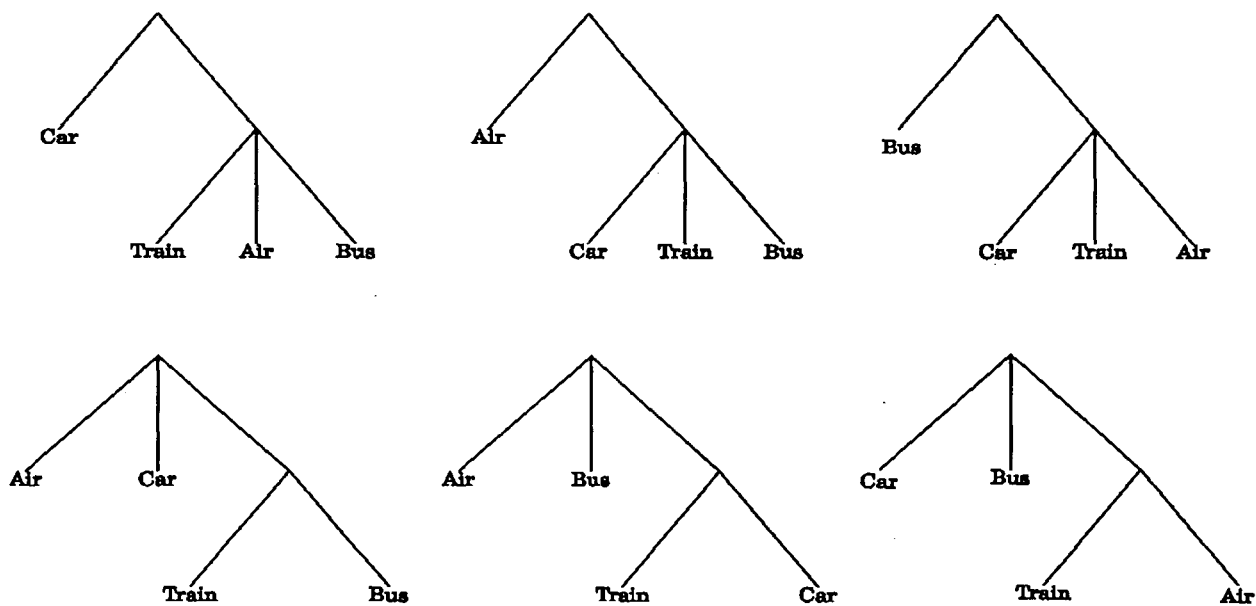 Car
Train Air Bus
Air
Car Train Bus
Bus
Car Train Air
Air Car
Train Bus
Air Bus
Train Car
Car Bus
Train Air